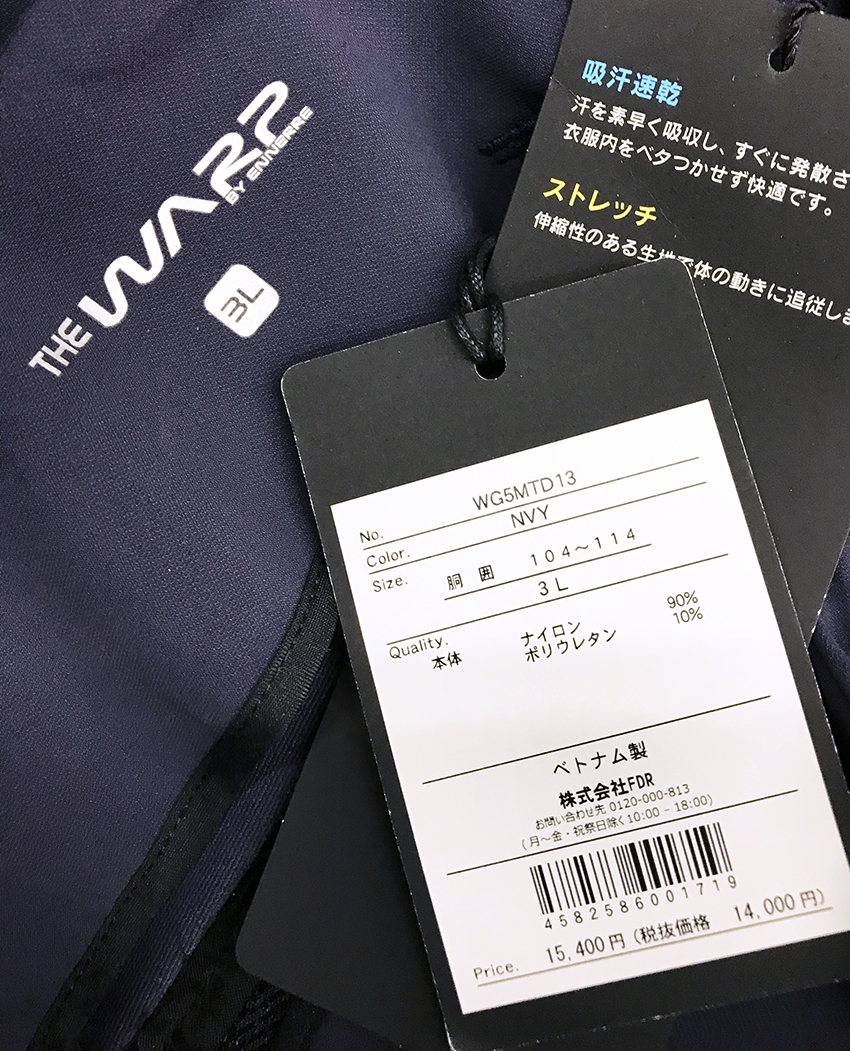 THE WARP
BY ENNERRE
3L
吸汗速乾
汗を素早く吸収し、すぐに発散さ
衣服内をベタつかせず快適です。
ストレッチ
伸縮性のある生地で体の動きに追従しま
No. WG5MTD13
Color. NVY
Size. 胴囲 104～114
3L
Quality.
本体 ナイロン 90%
ポリウレタン 10%
ベトナム製
株式会社FDR
お問い合わせ先 0120-000-813
(月～金・祝祭日除く10:00－18:00)
4582586001719
Price. 15,400円(税抜価格 14,000円)